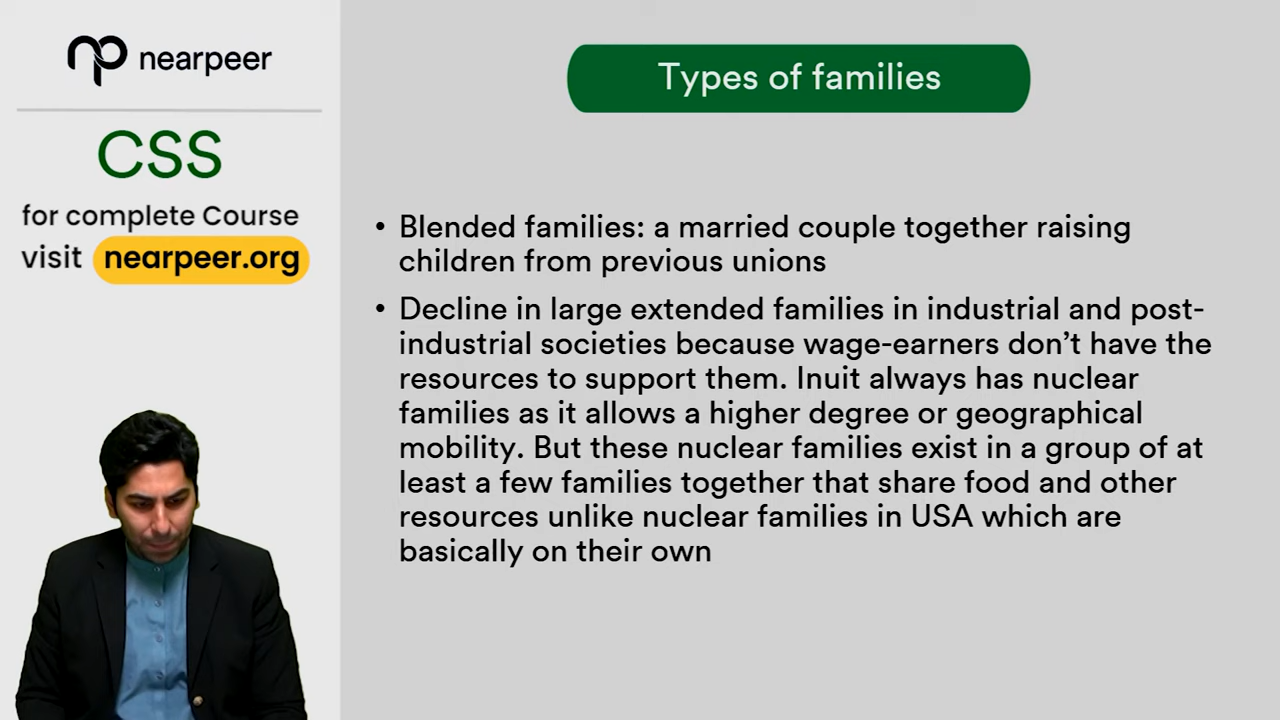 nearpeer
CSS
for complete Course
visit nearpeer.org
Types of families
• Blended families: a married couple together raising
children from previous unions
• Decline in large extended families in industrial and post-
industrial societies because wage-earners don’t have the
resources to support them. Inuit always has nuclear
families as it allows a higher degree or geographical
mobility. But these nuclear families exist in a group of at
least a few families together that share food and other
resources unlike nuclear families in USA which are
basically on their own